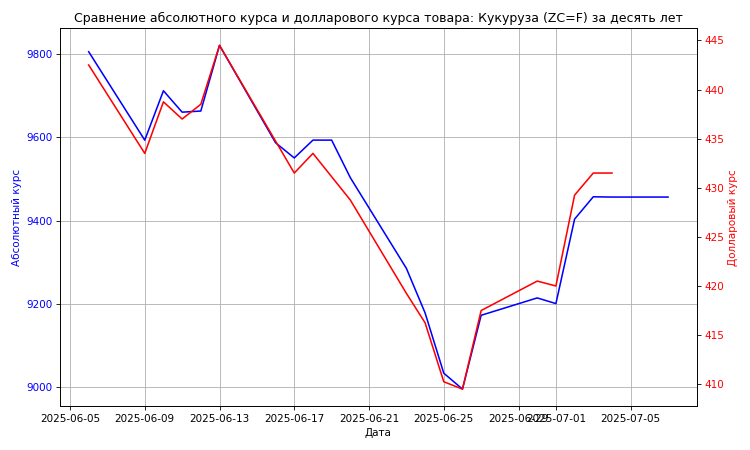 Сравнение абсолютного курса и долларового курса товара: Кукуруза (ZC=F) за десять лет
Абсолютный курс
9800
9600
9400
9200
9000
445
440
435
430
425
420
415
410
Долларовый курс
2025-06-05 2025-06-09 2025-06-13 2025-06-17 2025-06-21 2025-06-25 2025-06-29 2025-07-01 2025-07-05
Дата